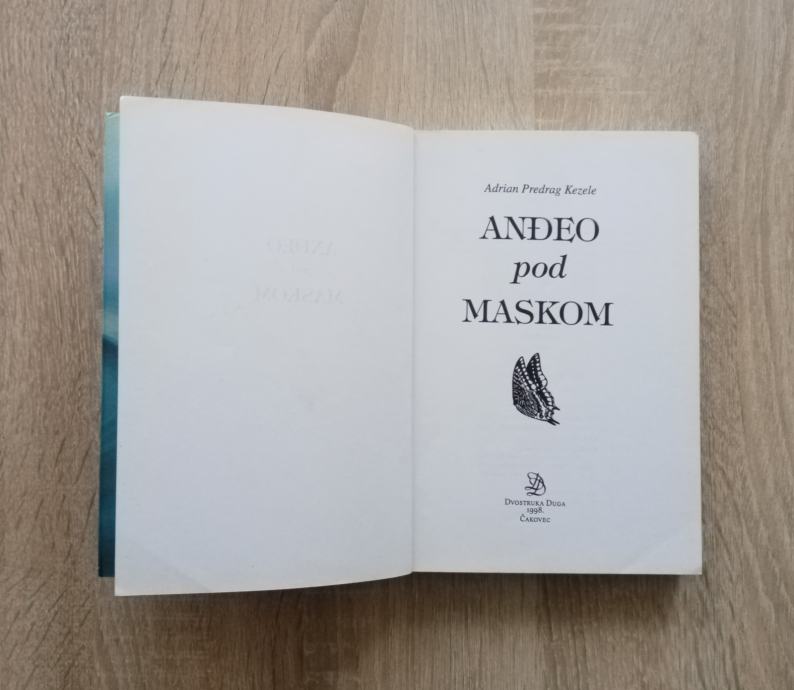 Adrian Predrag Kezele
ANĐEO
pod
MASKOM
DVOSTRUKA DUGA
1998.
ČAKOVEC